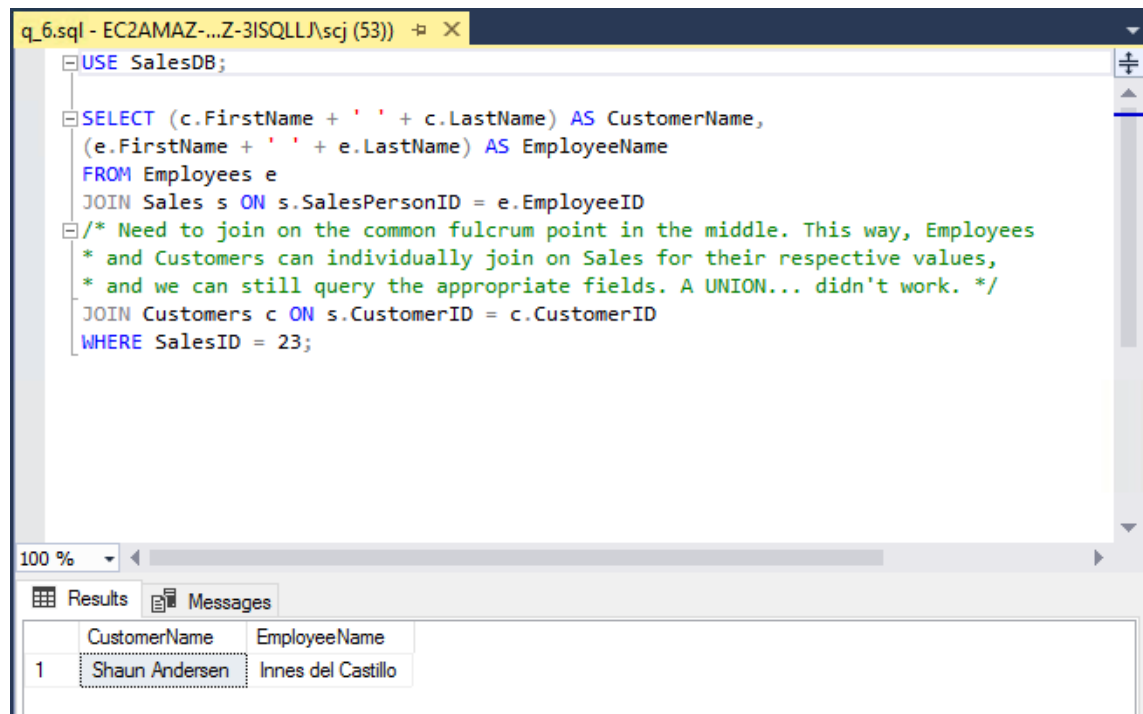 q_6.sql - EC2AMAZ-...Z-3ISQLLJ\scj (53))
USE SalesDB;
SELECT (c.FirstName + ' ' + c.LastName) AS CustomerName,
(e.FirstName + ' ' + e.LastName) AS EmployeeName
FROM Employees e
JOIN Sales s ON s.SalesPersonID = e.EmployeeID
/* Need to join on the common fulcrum point in the middle. This way, Employees
* and Customers can individually join on Sales for their respective values,
* and we can still query the appropriate fields. A UNION... didn't work. */
JOIN Customers c ON s.CustomerID = c.CustomerID
WHERE SalesID = 23;
100 %
Results Messages
CustomerName EmployeeName
1 Shaun Andersen Innes del Castillo